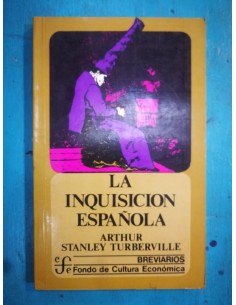 LA
INQUISICION
ESPAÑOLA
ARTHUR
STANLEY TURBERVILLE
BREVIARIOS
Fondo de Cultura Económica